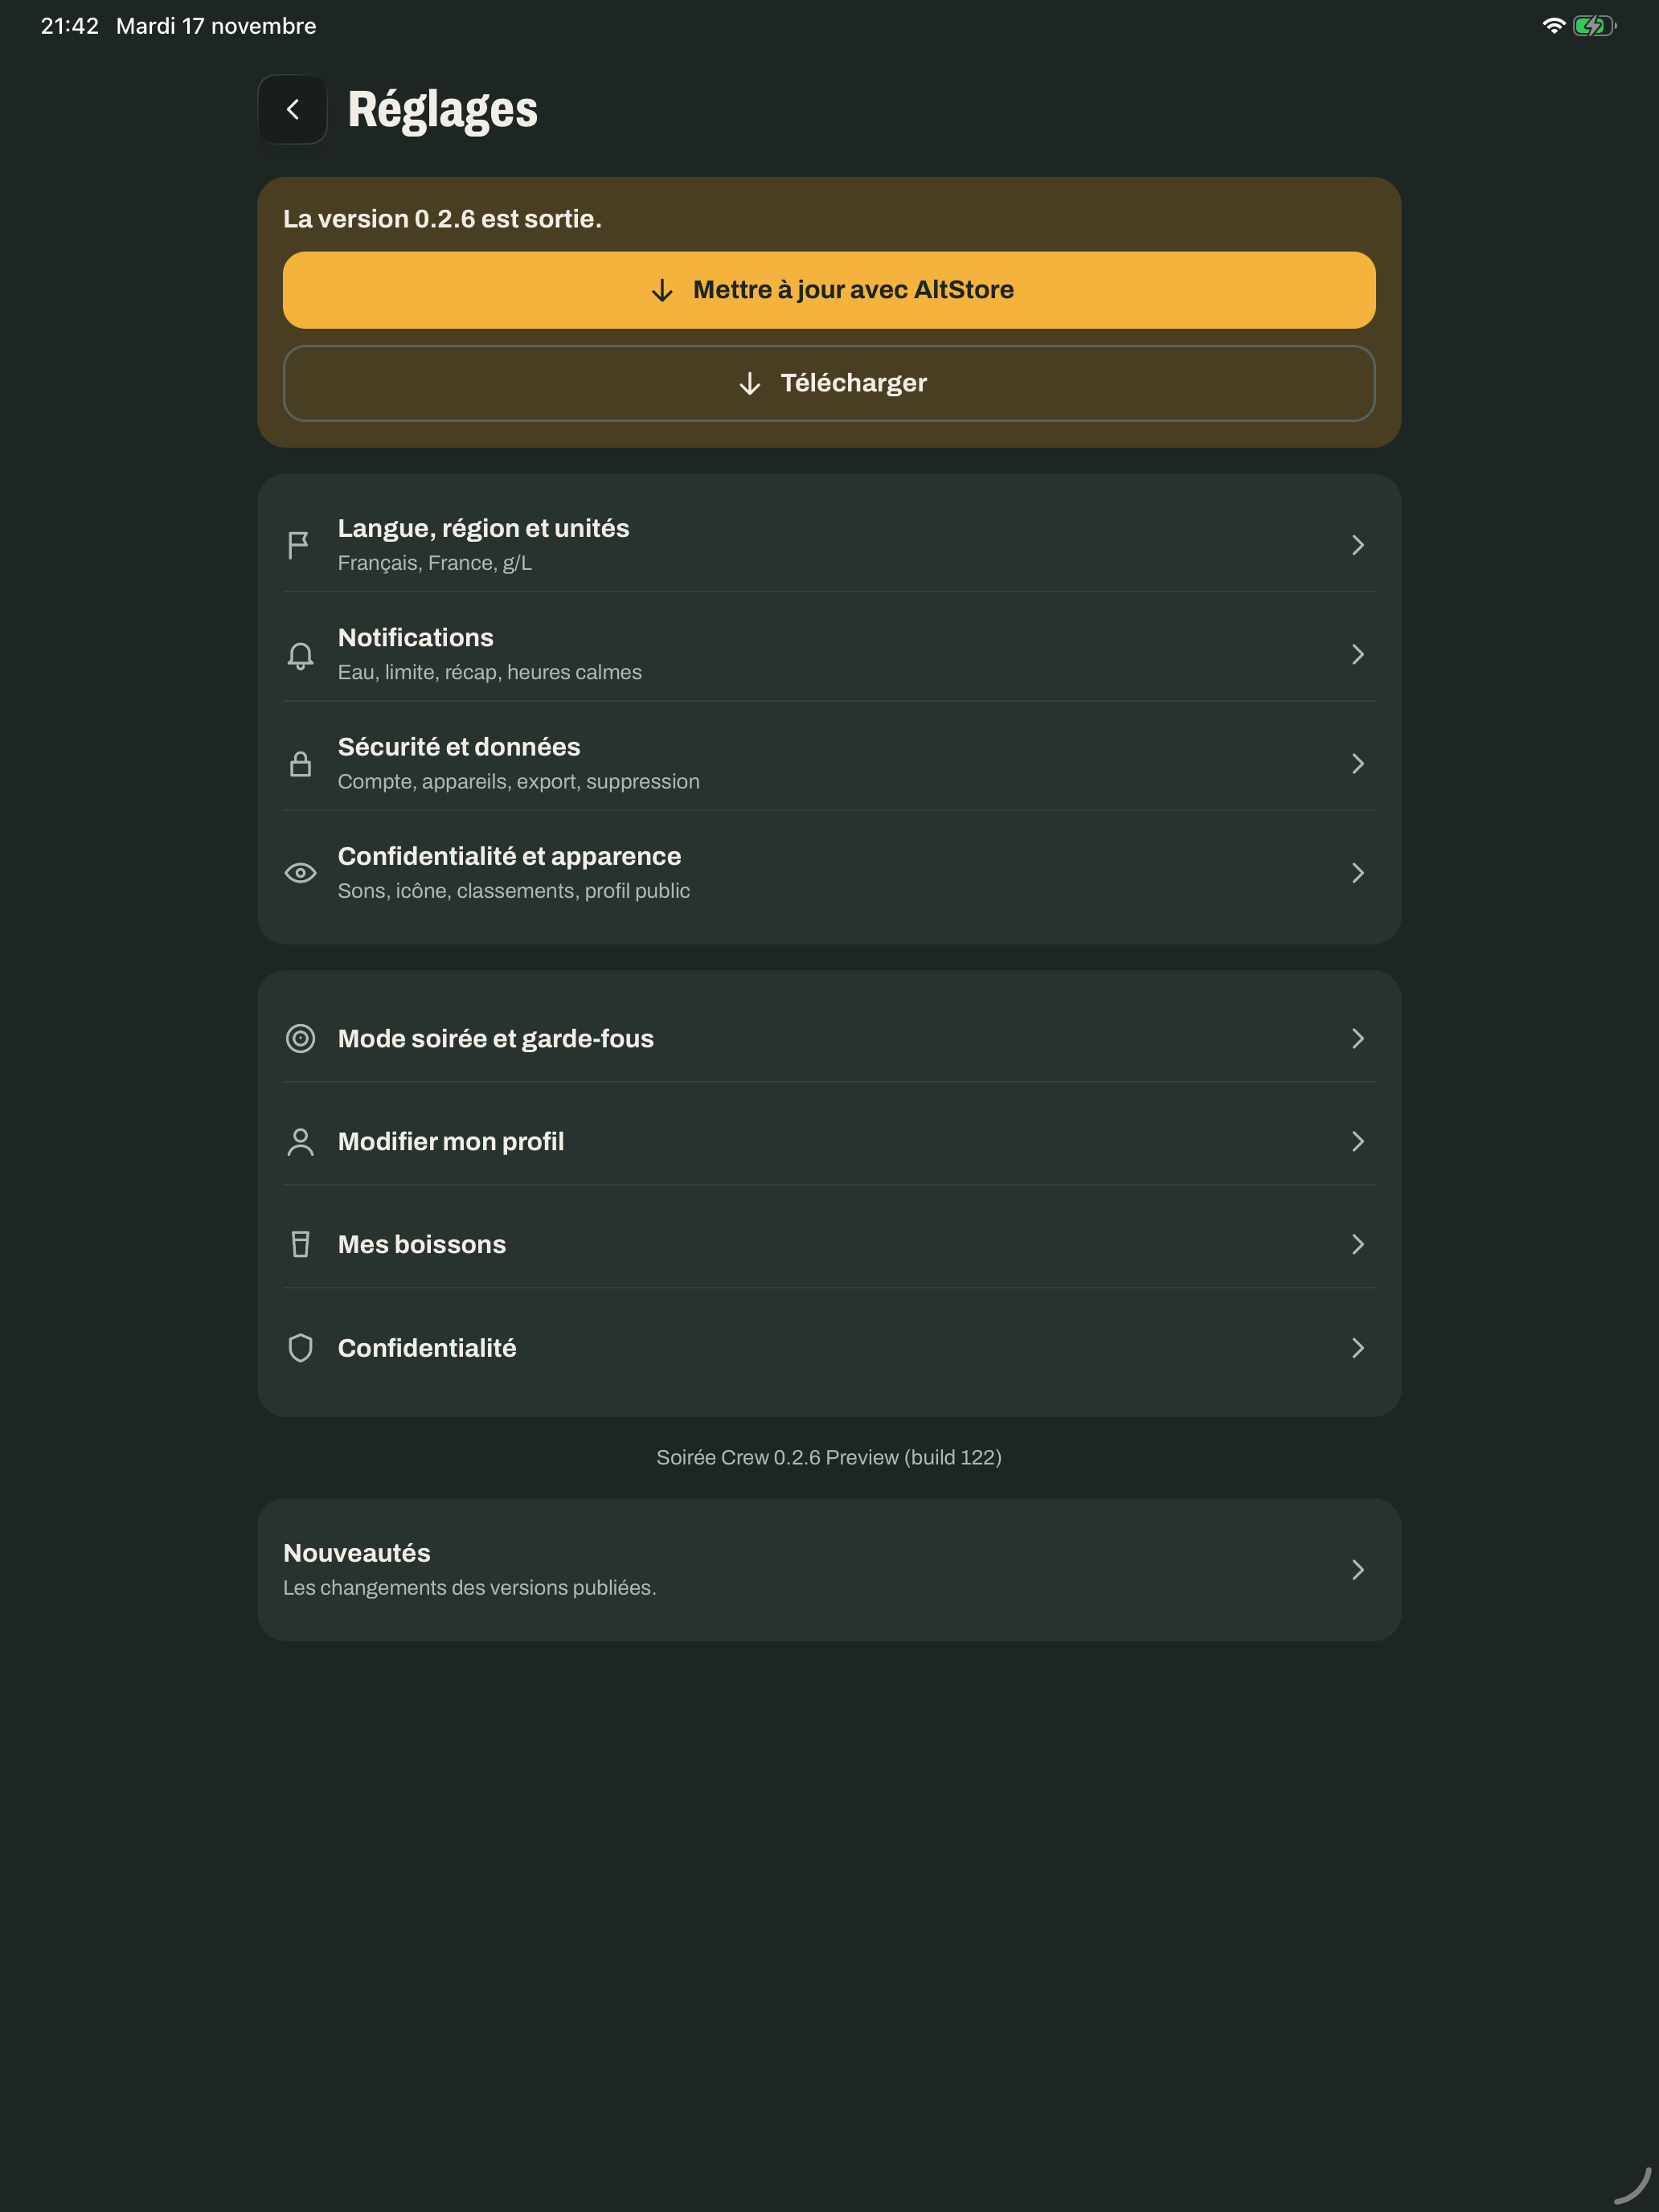 21:42 Mardi 17 novembre
Réglages
La version 0.2.6 est sortie.
Mettre à jour avec AltStore
Télécharger
Langue, région et unités
Français, France, g/L
Notifications
Eau, limite, récap, heures calmes
Sécurité et données
Compte, appareils, export, suppression
Confidentialité et apparence
Sons, icône, classements, profil public
Mode soirée et garde-fous
Modifier mon profil
Mes boissons
Confidentialité
Soirée Crew 0.2.6 Preview (build 122)
Nouveautés
Les changements des versions publiées.